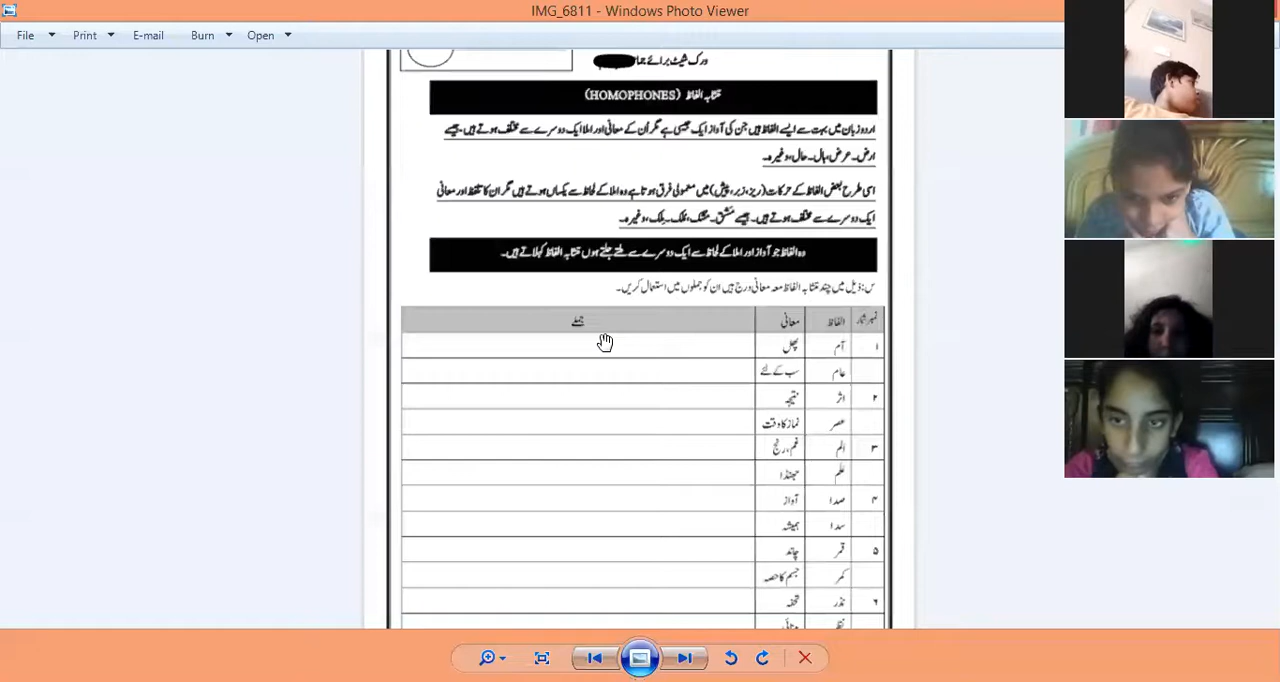 IMG_6811 - Windows Photo Viewer
File Print E-mail Burn Open
ورک شیٹ برائے جما
متشابہ الفاظ (HOMOPHONES)
اردو زبان میں بہت سے ایسے الفاظ ہیں جن کی آواز ایک جیسی ہے مگر اُن کے معانی اور املا ایک دوسرے سے مختلف ہوتے ہیں۔ جیسے
ارض۔ عرض، ہال۔ حال، وغیرہ۔
اسی طرح بعض الفاظ کے حرکات (زیر، زبر، پیش) میں معمولی فرق ہوتا ہے وہ املا کے لحاظ سے یکساں ہوتے ہیں مگر ان کا تلفظ اور معانی
ایک دوسرے سے مختلف ہوتے ہیں۔ جیسے
وہ الفاظ جو آواز اور املا کے لحاظ سے ایک دوسرے سے ملتے جلتے ہوں متشابہ الفاظ کہلاتے ہیں۔
س: ذیل میں چند متشابہ الفاظ معہ معانی درج ہیں ان کو جملوں میں استعمال کریں۔
نمبر شمار الفاظ معانی جملے
۱ آم پھل
عام سب کے لئے
۲ اثر نتیجہ
عصر نماز کا وقت
۳ الم غم، رنج
عَلم جھنڈا
۴ صدا آواز
سدا ہمیشہ
۵ قمر چاند
کمر جسم کا حصہ
۶ نذر تحفہ